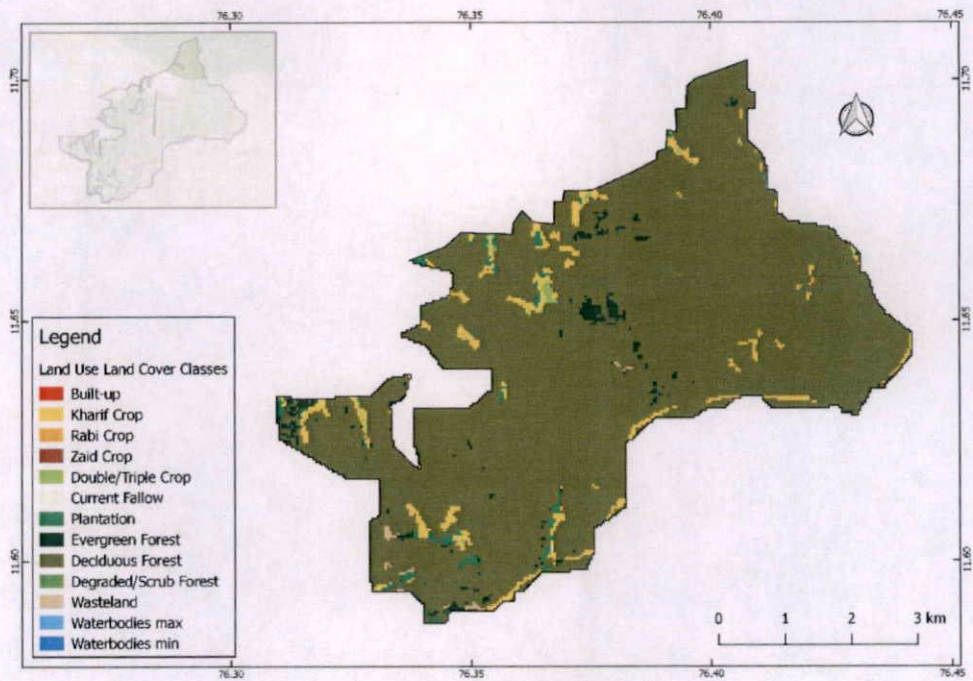 76.30 76.35 76.40 76.45
11.70 11.70
11.65 11.65
11.60 11.60
Legend
Land Use Land Cover Classes
Built-up
Kharif Crop
Rabi Crop
Zaid Crop
Double/Triple Crop
Current Fallow
Plantation
Evergreen Forest
Deciduous Forest
Degraded/Scrub Forest
Wasteland
Waterbodies max
Waterbodies min
0 1 2 3 km
76.30 76.35 76.40 76.45